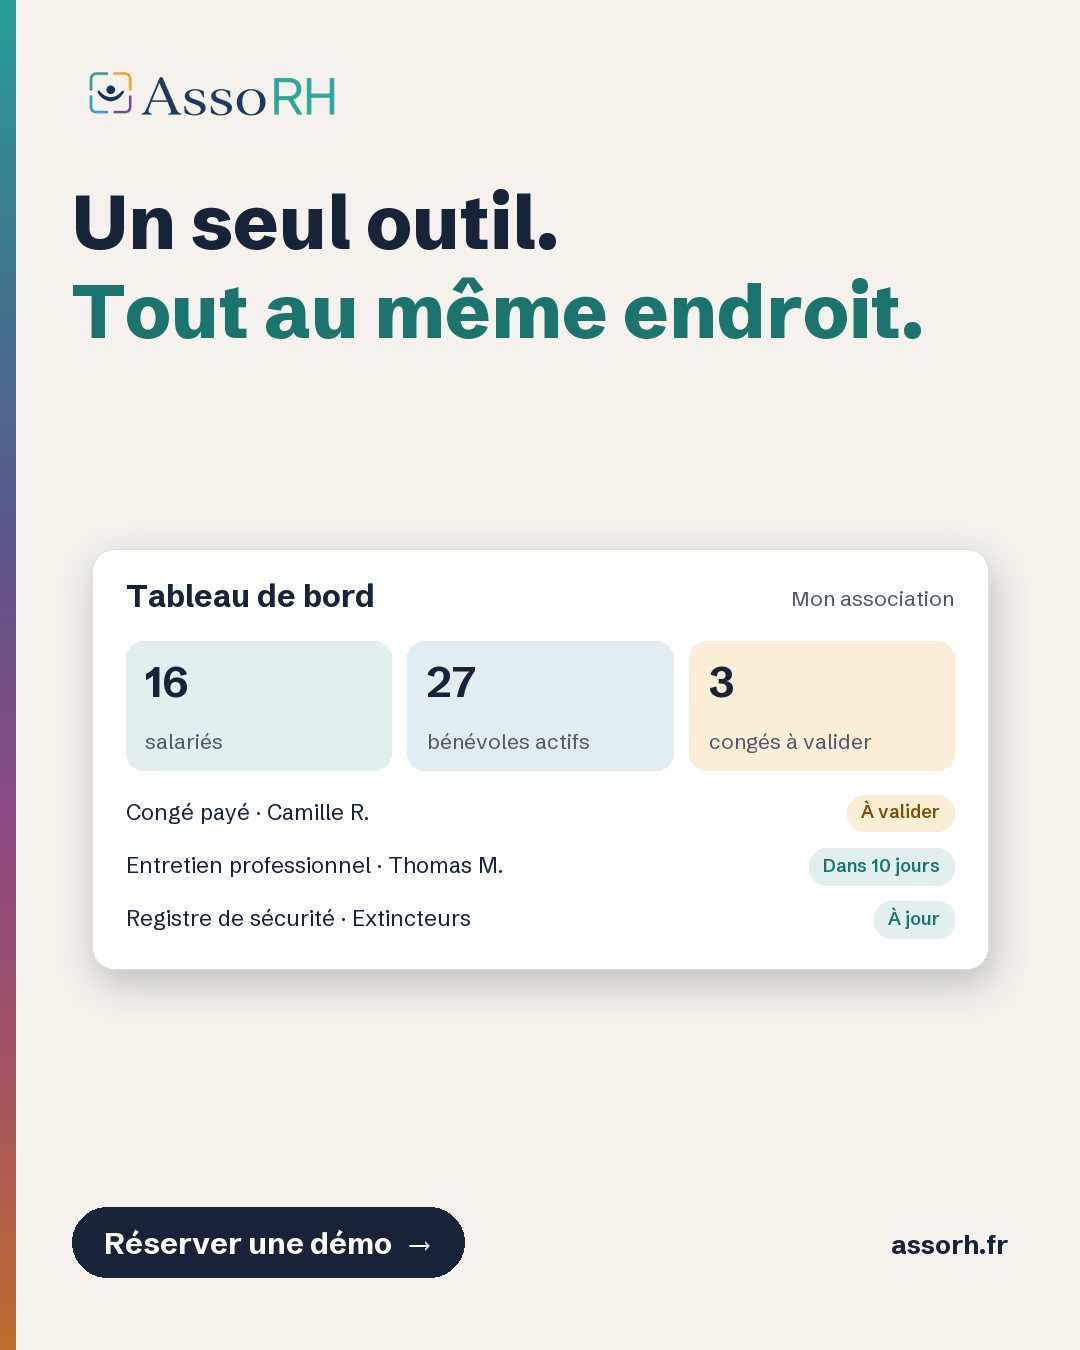 AssoRH
Un seul outil.
Tout au même endroit.
Tableau de bord
Mon association
16
salariés
27
bénévoles actifs
3
congés à valider
Congé payé · Camille R.
À valider
Entretien professionnel · Thomas M.
Dans 10 jours
Registre de sécurité · Extincteurs
À jour
Réserver une démo →
assorh.fr